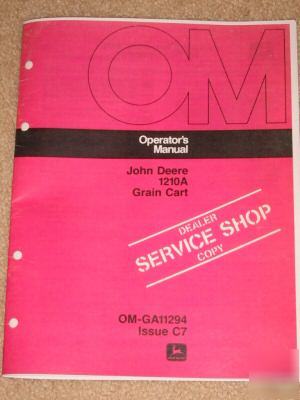 OM
Operator's
Manual
John Deere
1210A
Grain Cart
DEALER
SERVICE SHOP
COPY
OM-GA11294
Issue C7